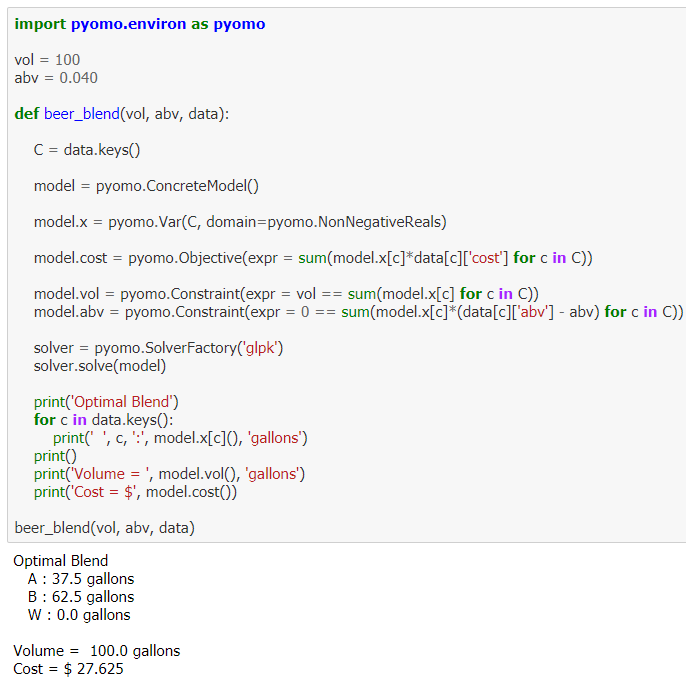 import pyomo.environ as pyomo
vol = 100
abv = 0.040
def beer_blend(vol, abv, data):
C = data.keys()
model = pyomo.ConcreteModel()
model.x = pyomo.Var(C, domain=pyomo.NonNegativeReals)
model.cost = pyomo.Objective(expr = sum(model.x[c]*data[c]['cost'] for c in C))
model.vol = pyomo.Constraint(expr = vol == sum(model.x[c] for c in C))
model.abv = pyomo.Constraint(expr = 0 == sum(model.x[c]*(data[c]['abv'] - abv) for c in C))
solver = pyomo.SolverFactory('glpk')
solver.solve(model)
print('Optimal Blend')
for c in data.keys():
print('  ', c, ':', model.x[c](), 'gallons')
print()
print('Volume = ', model.vol(), 'gallons')
print('Cost = $', model.cost())
beer_blend(vol, abv, data)
Optimal Blend
A : 37.5 gallons
B : 62.5 gallons
W : 0.0 gallons
Volume =  100.0 gallons
Cost = $ 27.625